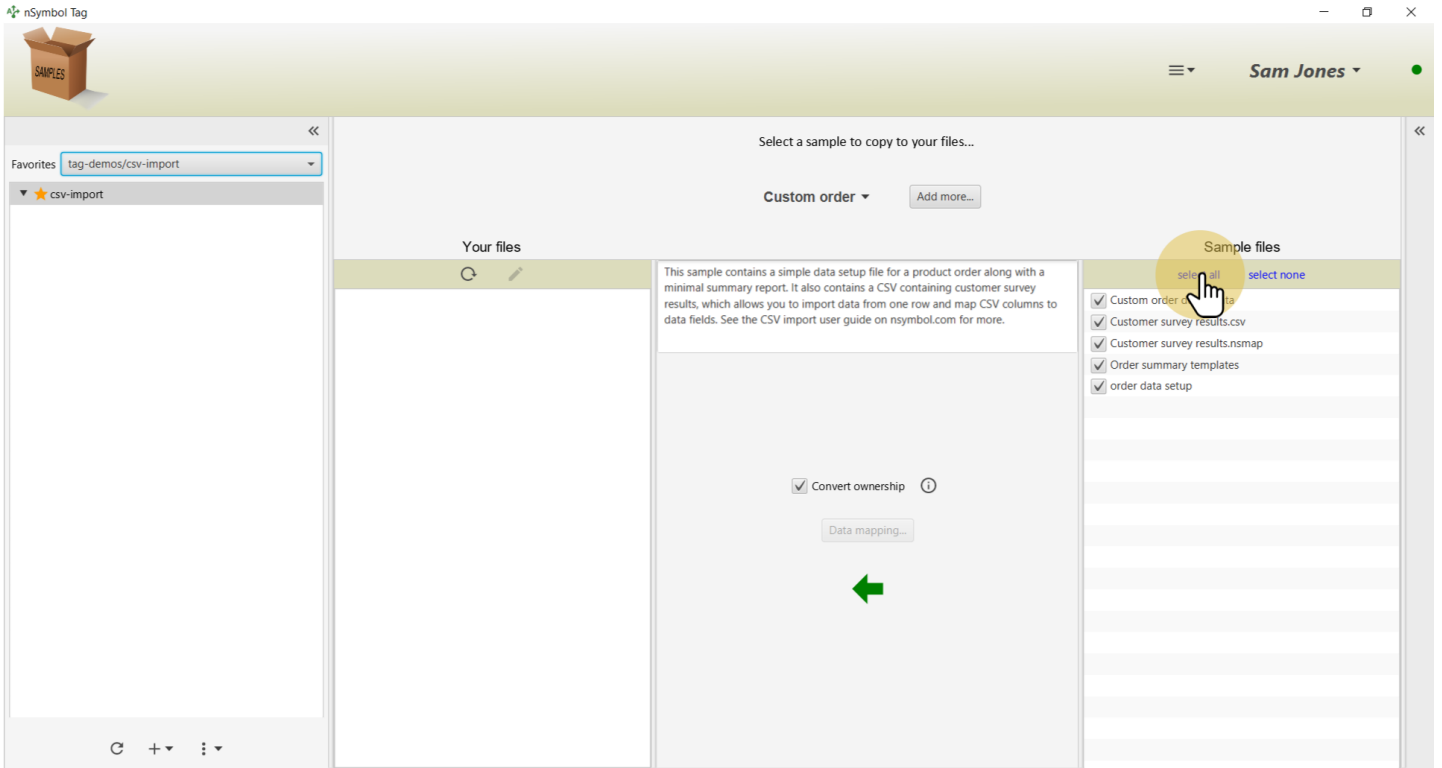 nSymbol Tag
SAMPLES
Sam Jones
Select a sample to copy to your files...
Favorites
tag-demos/csv-import
csv-import
Custom order
Add more...
Your files
Sample files
This sample contains a simple data setup file for a product order along with a
minimal summary report. It also contains a CSV containing customer survey
results, which allows you to import data from one row and map CSV columns to
data fields. See the CSV import user guide on nsymbol.com for more.
select all
select none
Custom order
Customer survey results.csv
Customer survey results.nsmap
Order summary templates
order data setup
Convert ownership
Data mapping...